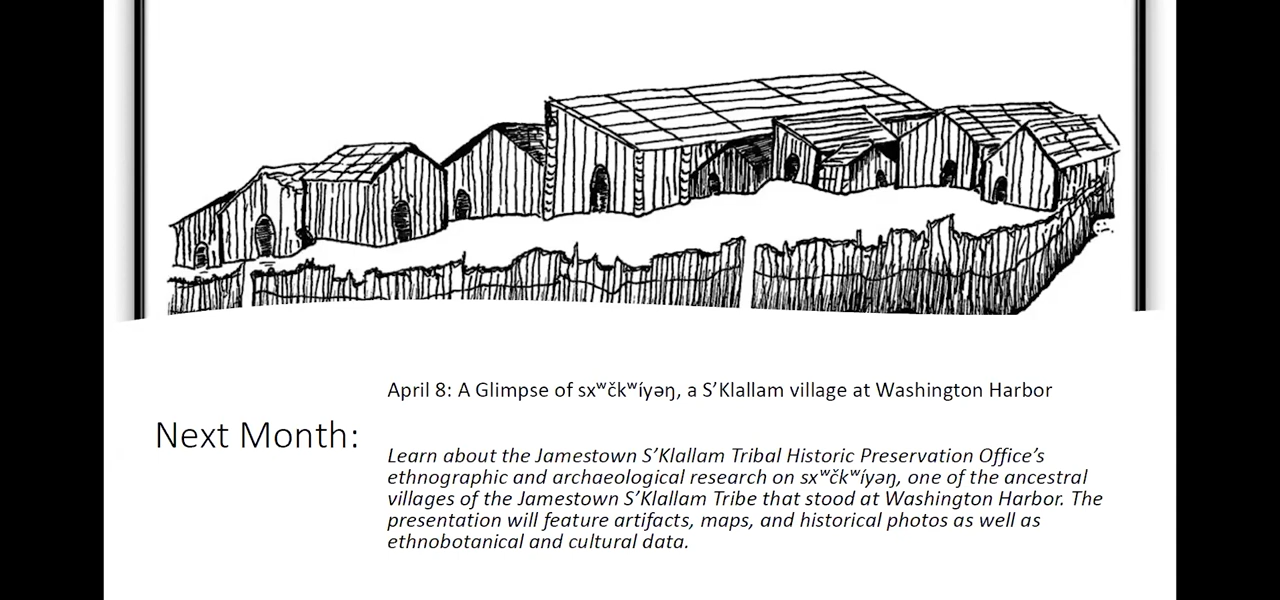 April 8: A Glimpse of sxʷčkʷíyəŋ, a S’Klallam village at Washington Harbor
Next Month:
Learn about the Jamestown S’Klallam Tribal Historic Preservation Office’s
ethnographic and archaeological research on sxʷčkʷíyəŋ, one of the ancestral
villages of the Jamestown S’Klallam Tribe that stood at Washington Harbor. The
presentation will feature artifacts, maps, and historical photos as well as
ethnobotanical and cultural data.